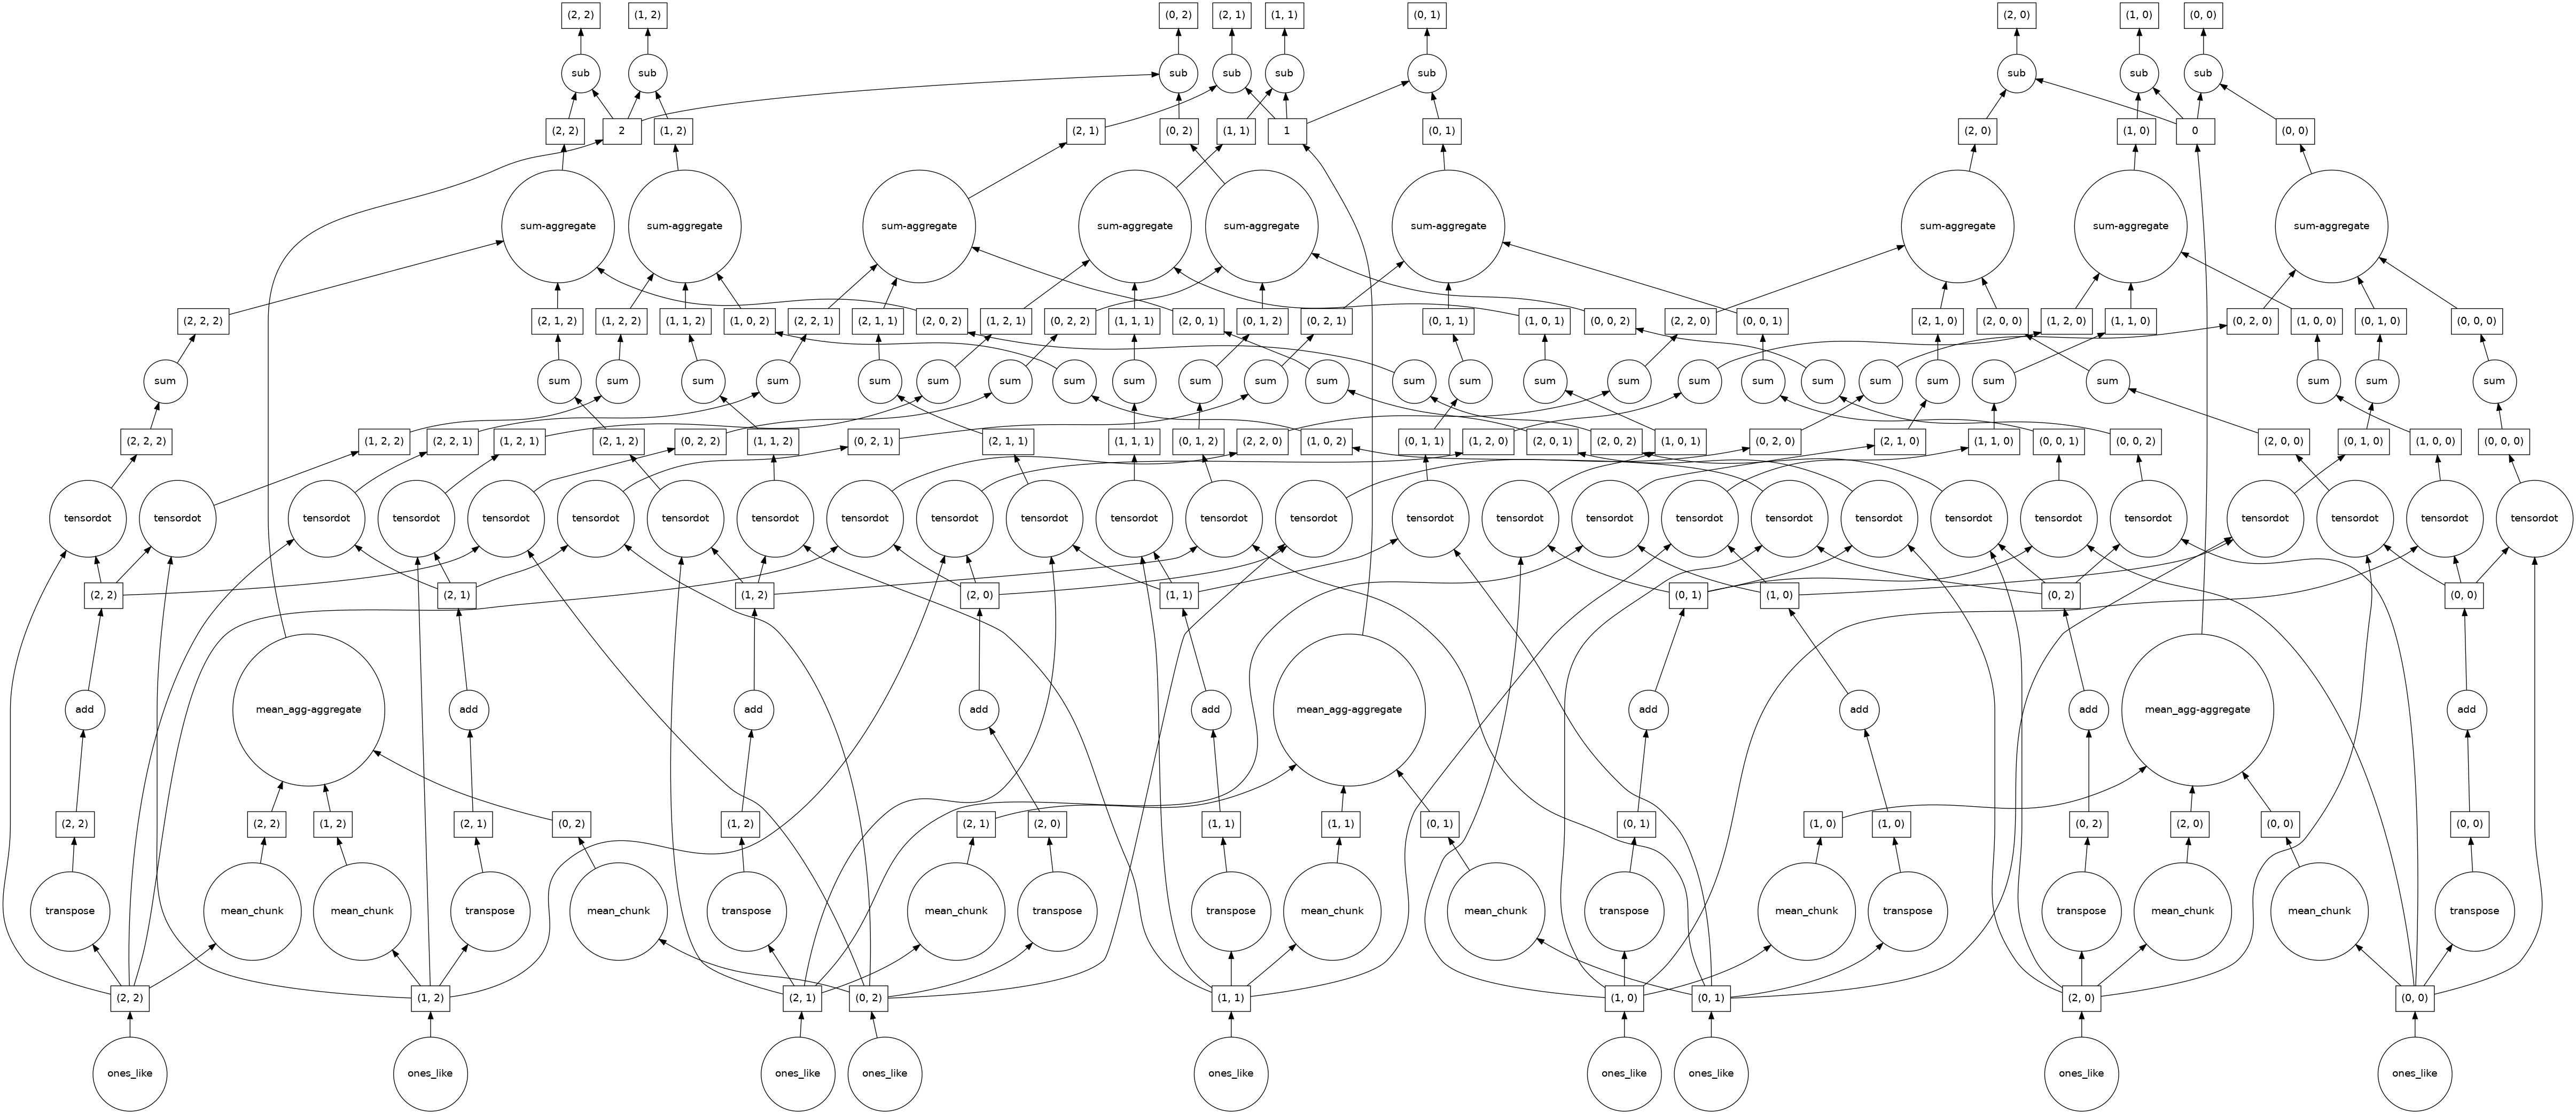 (2, 2) (1, 2) (0, 2) (2, 1) (1, 1) (0, 1) (2, 0) (1, 0) (0, 0)
sub sub sub sub sub sub sub sub sub
(2, 2) 2 (1, 2) (2, 1) (0, 2) (1, 1) 1 (0, 1) (2, 0) (1, 0) 0 (0, 0)
sum-aggregate sum-aggregate sum-aggregate sum-aggregate sum-aggregate sum-aggregate sum-aggregate sum-aggregate sum-aggregate
(2, 2, 2) (2, 1, 2) (1, 2, 2) (1, 1, 2) (1, 0, 2) (2, 2, 1) (2, 1, 1) (2, 0, 2) (1, 2, 1) (0, 2, 2) (1, 1, 1) (2, 0, 1) (0, 1, 2) (0, 2, 1) (0, 1, 1) (1, 0, 1) (0, 0, 2) (2, 2, 0) (0, 0, 1) (2, 1, 0) (2, 0, 0) (1, 2, 0) (1, 1, 0) (0, 2, 0) (1, 0, 0) (0, 1, 0) (0, 0, 0)
sum sum sum sum sum sum sum sum sum sum sum sum sum sum sum sum sum sum sum sum sum sum sum sum sum sum sum
(2, 2, 2) (1, 2, 2) (2, 2, 1) (1, 2, 1) (2, 1, 2) (0, 2, 2) (1, 1, 2) (0, 2, 1) (2, 1, 1) (1, 1, 1) (0, 1, 2) (2, 2, 0) (1, 0, 2) (0, 1, 1) (1, 2, 0) (2, 0, 1) (2, 0, 2) (1, 0, 1) (0, 2, 0) (2, 1, 0) (1, 1, 0) (0, 0, 1) (0, 0, 2) (2, 0, 0) (0, 1, 0) (1, 0, 0) (0, 0, 0)
tensordot tensordot tensordot tensordot tensordot tensordot tensordot tensordot tensordot tensordot tensordot tensordot tensordot tensordot tensordot tensordot tensordot tensordot tensordot tensordot tensordot tensordot tensordot tensordot tensordot tensordot tensordot
(2, 2) (2, 1) (1, 2) (2, 0) (1, 1) (0, 1) (1, 0) (0, 2) (0, 0)
add mean_agg-aggregate add add add add mean_agg-aggregate add add add mean_agg-aggregate add
(2, 2) (2, 2) (1, 2) (2, 1) (0, 2) (1, 2) (2, 1) (2, 0) (1, 1) (1, 1) (0, 1) (0, 1) (1, 0) (1, 0) (0, 2) (2, 0) (0, 0) (0, 0)
transpose mean_chunk mean_chunk transpose mean_chunk transpose mean_chunk transpose transpose mean_chunk mean_chunk transpose mean_chunk transpose transpose mean_chunk mean_chunk transpose
(2, 2) (1, 2) (2, 1) (0, 2) (1, 1) (1, 0) (0, 1) (2, 0) (0, 0)
ones_like ones_like ones_like ones_like ones_like ones_like ones_like ones_like ones_like